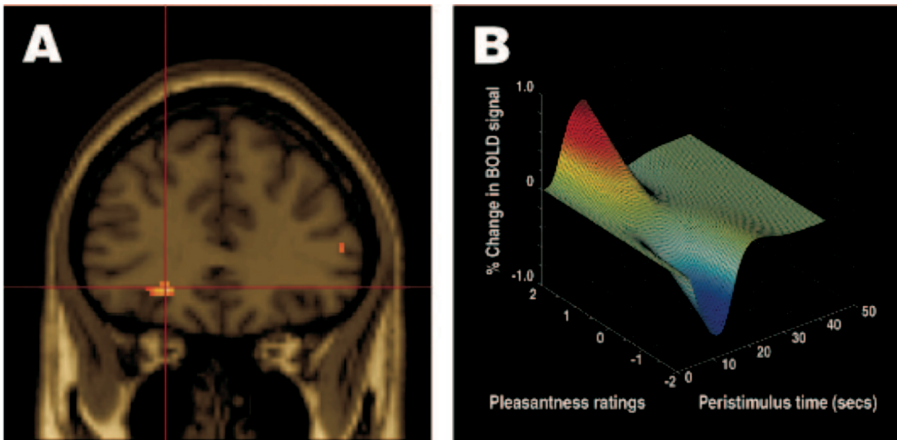 A
B
% Change in BOLD signal
1.0
0
-1.0
2
1
0
-1
-2
0
10
20
30
40
50
Pleasantness ratings
Peristimulus time (secs)